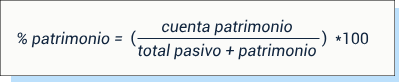 % patrimonio = ( cuenta patrimonio
total pasivo + patrimonio ) *100